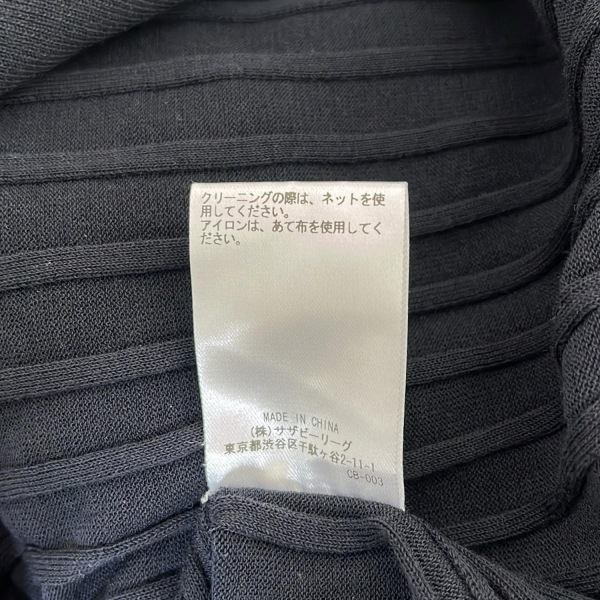 クリーニングの際は、ネットを使
用してください。
アイロンは、あて布を使用してく
ださい。
MADE IN CHINA
(株)サザビーリーグ
東京都渋谷区千駄ヶ谷2-11-1
CB-003